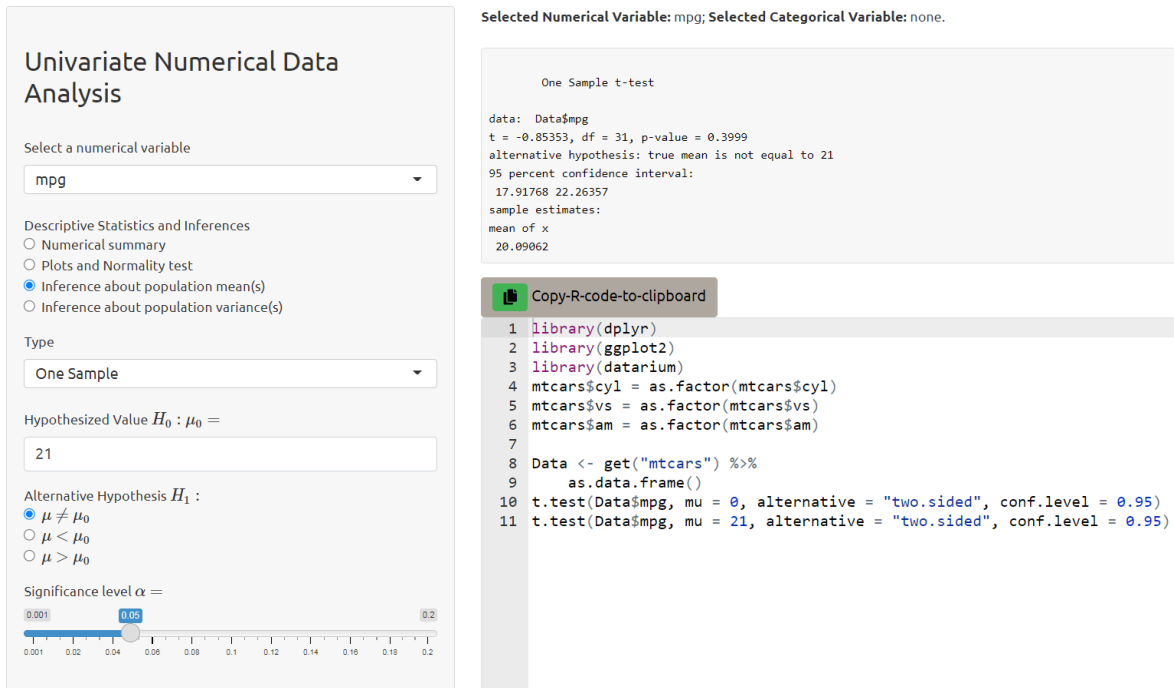 Univariate Numerical Data
Analysis
Select a numerical variable
mpg
Descriptive Statistics and Inferences
Numerical summary
Plots and Normality test
Inference about population mean(s)
Inference about population variance(s)
Type
One Sample
Hypothesized Value H₀ : μ₀ =
21
Alternative Hypothesis H₁ :
μ ≠ μ₀
μ < μ₀
μ > μ₀
Significance level α =
0.001 0.05 0.2
0.001 0.02 0.04 0.06 0.08 0.1 0.12 0.14 0.16 0.18 0.2
Selected Numerical Variable: mpg; Selected Categorical Variable: none.
One Sample t-test
data: Data$mpg
t = -0.85353, df = 31, p-value = 0.3999
alternative hypothesis: true mean is not equal to 21
95 percent confidence interval:
17.91768 22.26357
sample estimates:
mean of x
20.09062
Copy-R-code-to-clipboard
1 library(dplyr)
2 library(ggplot2)
3 library(datarium)
4 mtcars$cyl = as.factor(mtcars$cyl)
5 mtcars$vs = as.factor(mtcars$vs)
6 mtcars$am = as.factor(mtcars$am)
7
8 Data <- get("mtcars") %>%
9 as.data.frame()
10 t.test(Data$mpg, mu = 0, alternative = "two.sided", conf.level = 0.95)
11 t.test(Data$mpg, mu = 21, alternative = "two.sided", conf.level = 0.95)